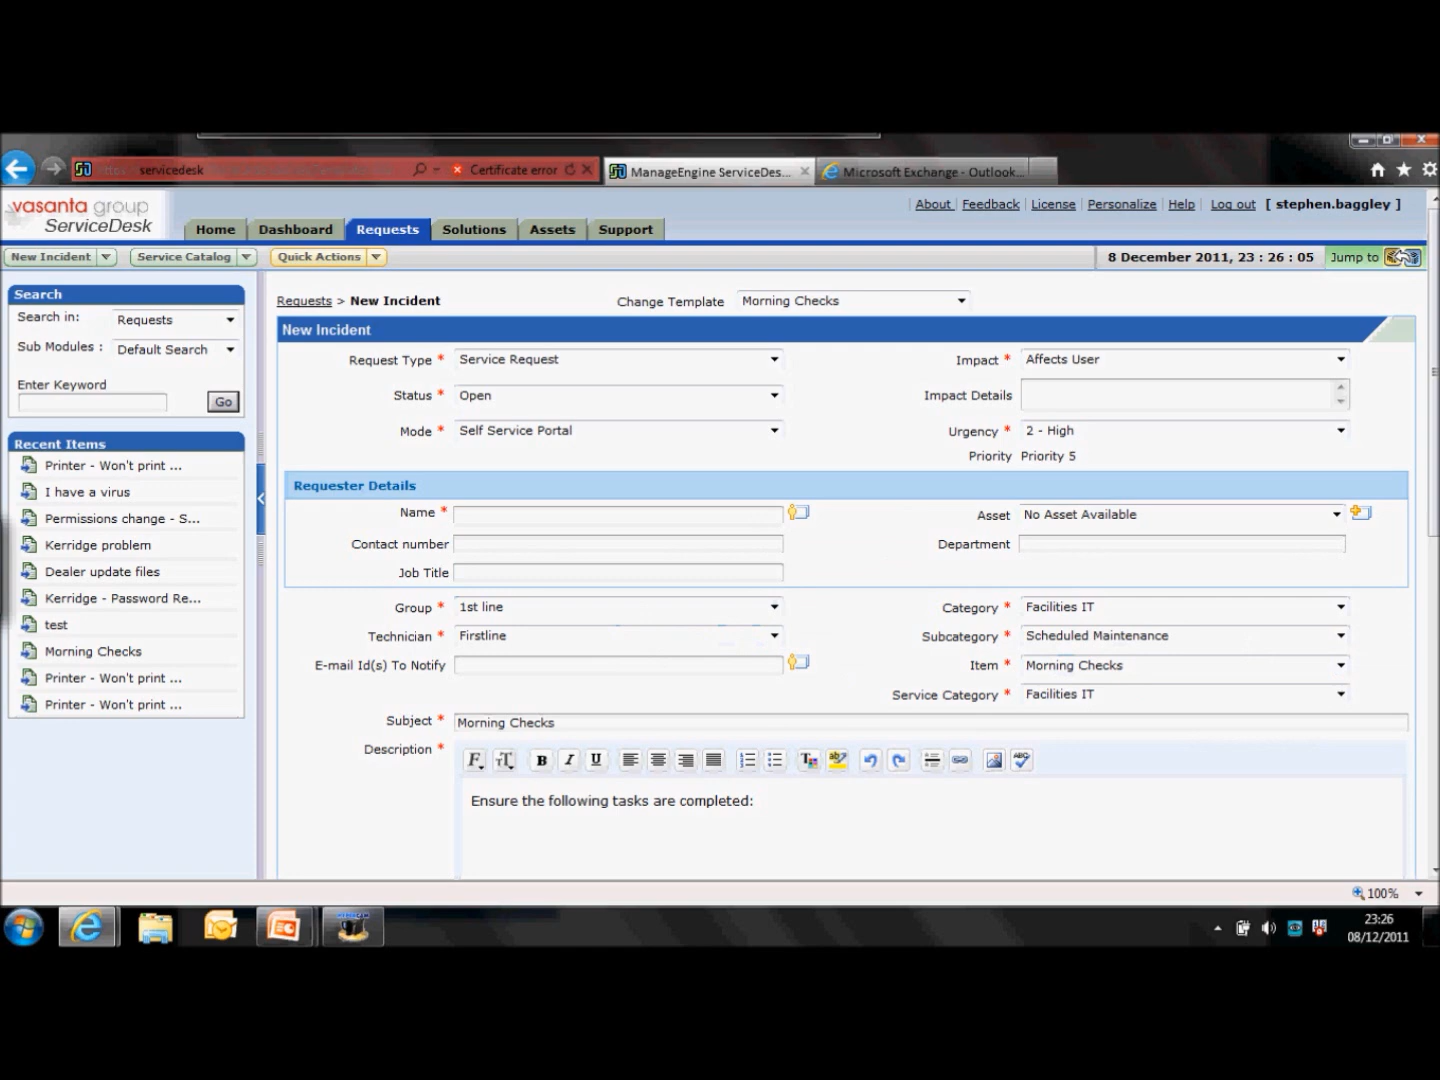 servicedesk
Certificate error
ManageEngine ServiceDes...
Microsoft Exchange - Outlook...
vasanta group
ServiceDesk
About | Feedback | License | Personalize | Help | Log out [ stephen.baggley ]
Home
Dashboard
Requests
Solutions
Assets
Support
New Incident
Service Catalog
Quick Actions
8 December 2011, 23 : 26 : 05
Jump to
Search
Search in: Requests
Sub Modules : Default Search
Enter Keyword
Go
Recent Items
Printer - Won't print ...
I have a virus
Permissions change - S...
Kerridge problem
Dealer update files
Kerridge - Password Re...
test
Morning Checks
Printer - Won't print ...
Printer - Won't print ...
Requests > New Incident
Change Template Morning Checks
New Incident
Request Type * Service Request
Impact * Affects User
Status * Open
Impact Details
Mode * Self Service Portal
Urgency * 2 - High
Priority Priority 5
Requester Details
Name *
Asset No Asset Available
Contact number
Department
Job Title
Group * 1st line
Category * Facilities IT
Technician * Firstline
Subcategory * Scheduled Maintenance
E-mail Id(s) To Notify
Item * Morning Checks
Service Category * Facilities IT
Subject * Morning Checks
Description *
Ensure the following tasks are completed:
100%
23:26
08/12/2011